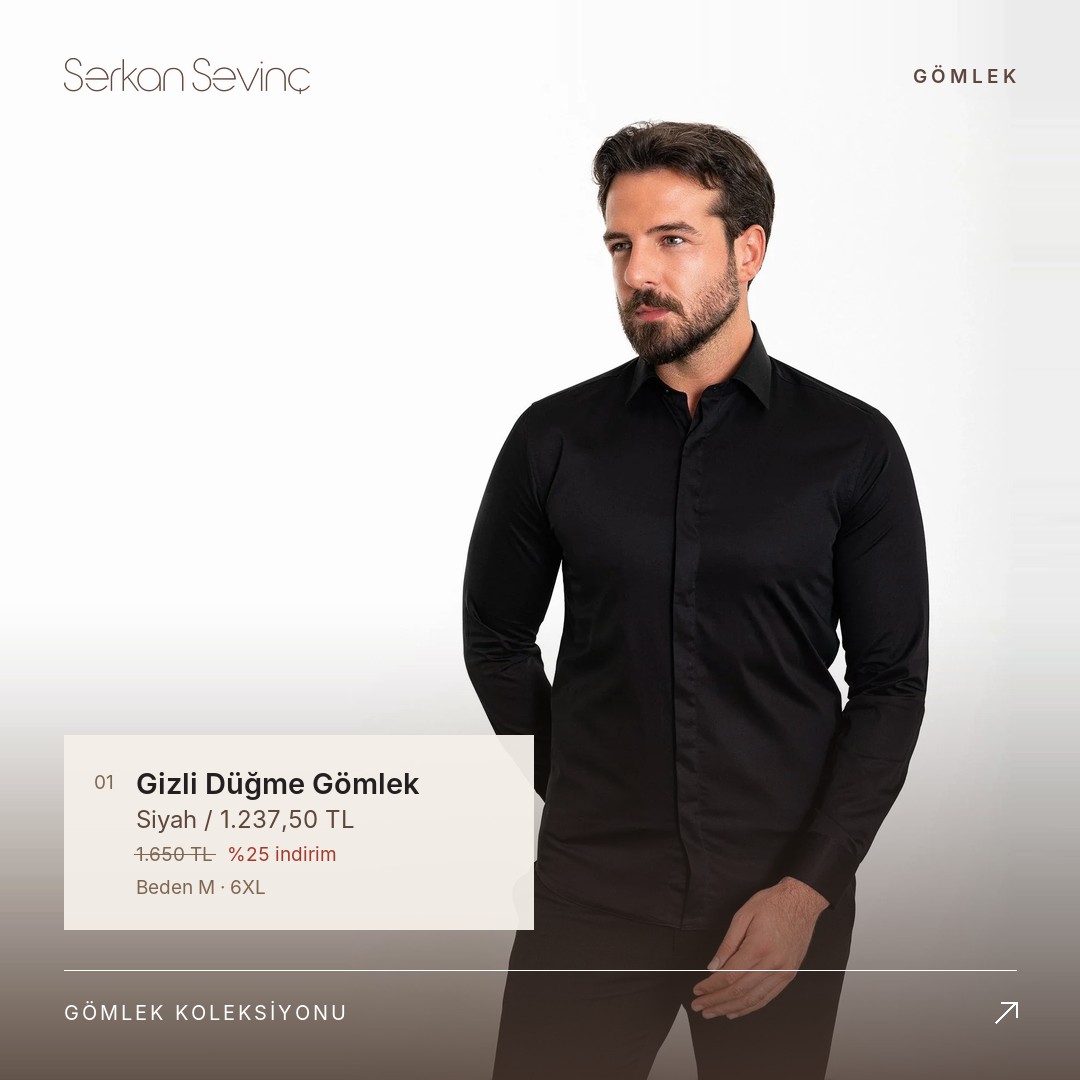 Serkan Sevinç
GÖMLEK
01
Gizli Düğme Gömlek
Siyah / 1.237,50 TL
1.650 TL %25 indirim
Beden M · 6XL
GÖMLEK KOLEKSİYONU